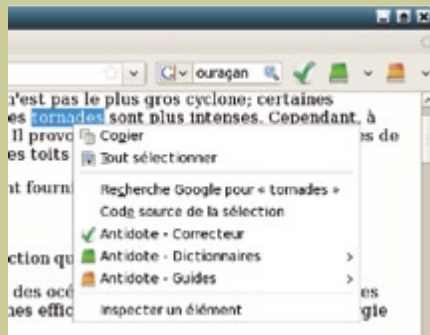 ouragan
n'est pas le plus gros cyclone; certaines
es tornades sont plus intenses. Cependant, à
Il provo
es de
es toits
nt fourni
ction qu
des océ
es
nes effic
gie
Copier
Tout sélectionner
Recherche Google pour « tornades »
Code source de la sélection
Antidote - Correcteur
Antidote - Dictionnaires
Antidote - Guides
Inspecter un élément